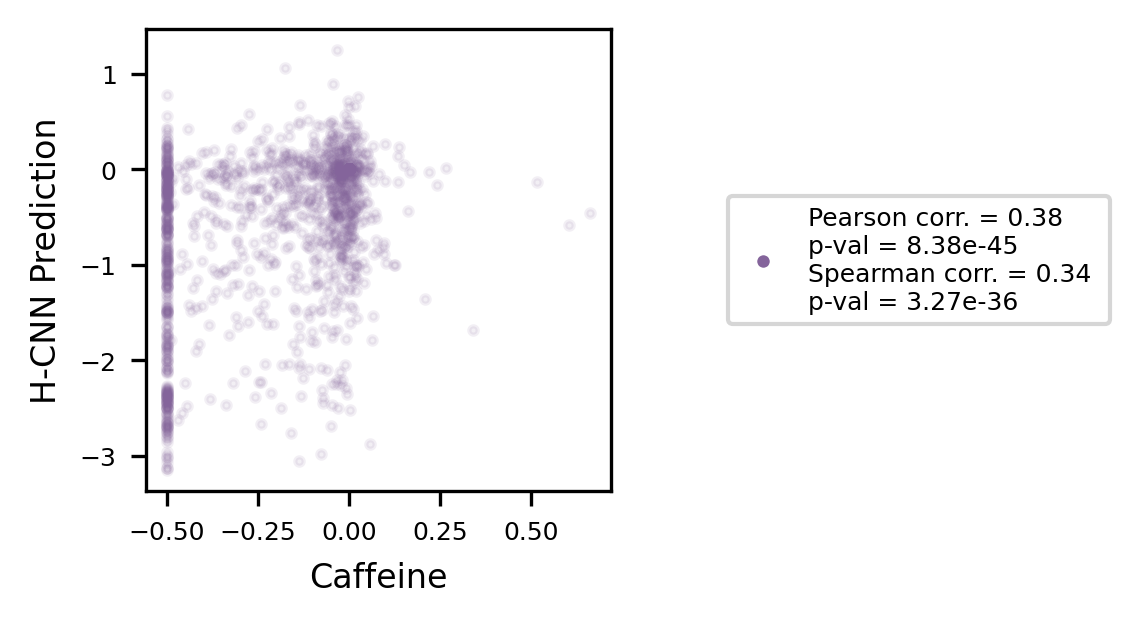 H-CNN Prediction
1
0
−1
−2
−3
−0.50 −0.25 0.00 0.25 0.50
Caffeine
Pearson corr. = 0.38
p-val = 8.38e-45
Spearman corr. = 0.34
p-val = 3.27e-36